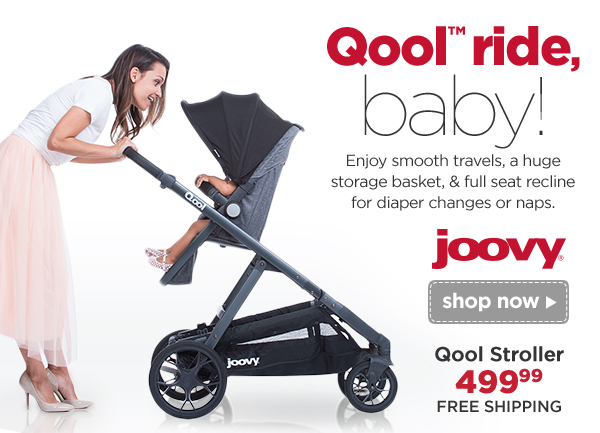 Qool™ ride,
baby!
Enjoy smooth travels, a huge
storage basket, & full seat recline
for diaper changes or naps.
joovy®
shop now ▶
Qool Stroller
499⁹⁹
FREE SHIPPING
Qool
joovy